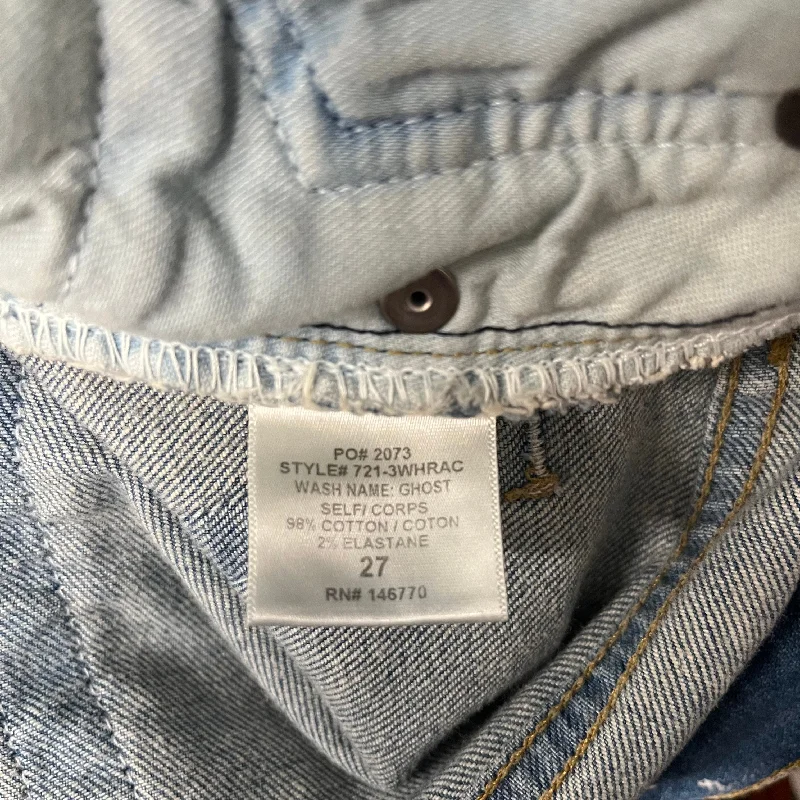 PO# 2073
STYLE# 721-3WHRAC
WASH NAME: GHOST
SELF/ CORPS
98% COTTON / COTON
2% ELASTANE
27
RN# 146770